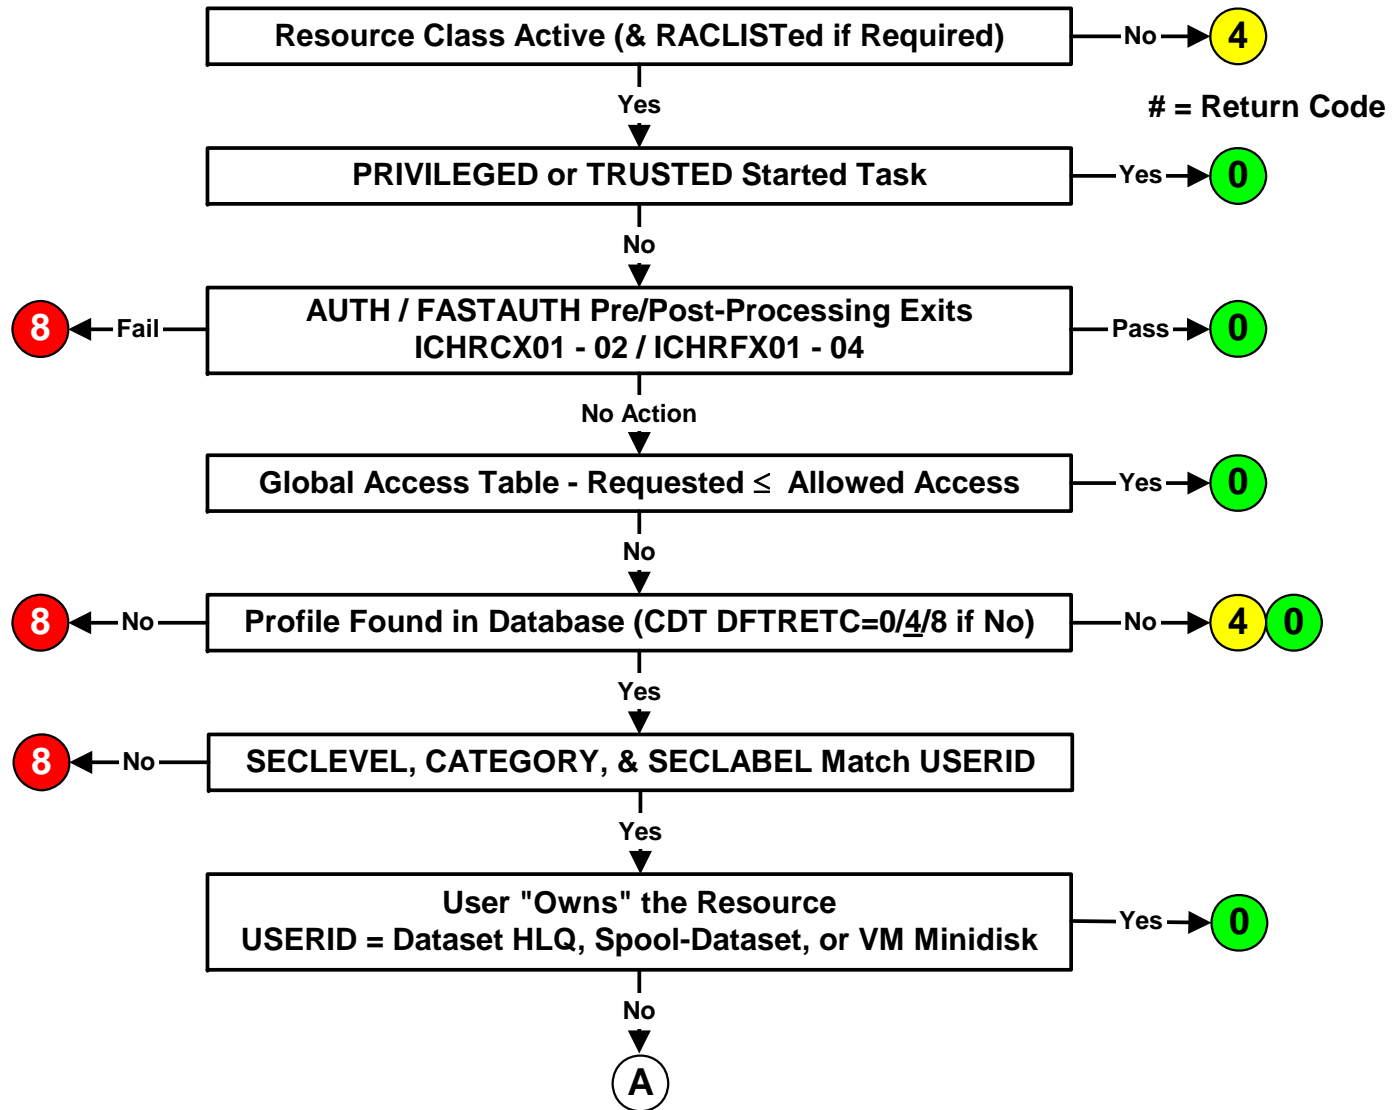 Resource Class Active (& RACLISTed if Required)
No
4
Yes
# = Return Code
PRIVILEGED or TRUSTED Started Task
Yes
0
No
8
Fail
AUTH / FASTAUTH Pre/Post-Processing Exits
ICHRCX01 - 02 / ICHRFX01 - 04
Pass
0
No Action
Global Access Table - Requested ≤ Allowed Access
Yes
0
No
8
No
Profile Found in Database (CDT DFTRETC=0/4/8 if No)
No
4
0
Yes
8
No
SECLEVEL, CATEGORY, & SECLABEL Match USERID
Yes
User "Owns" the Resource
USERID = Dataset HLQ, Spool-Dataset, or VM Minidisk
Yes
0
No
A